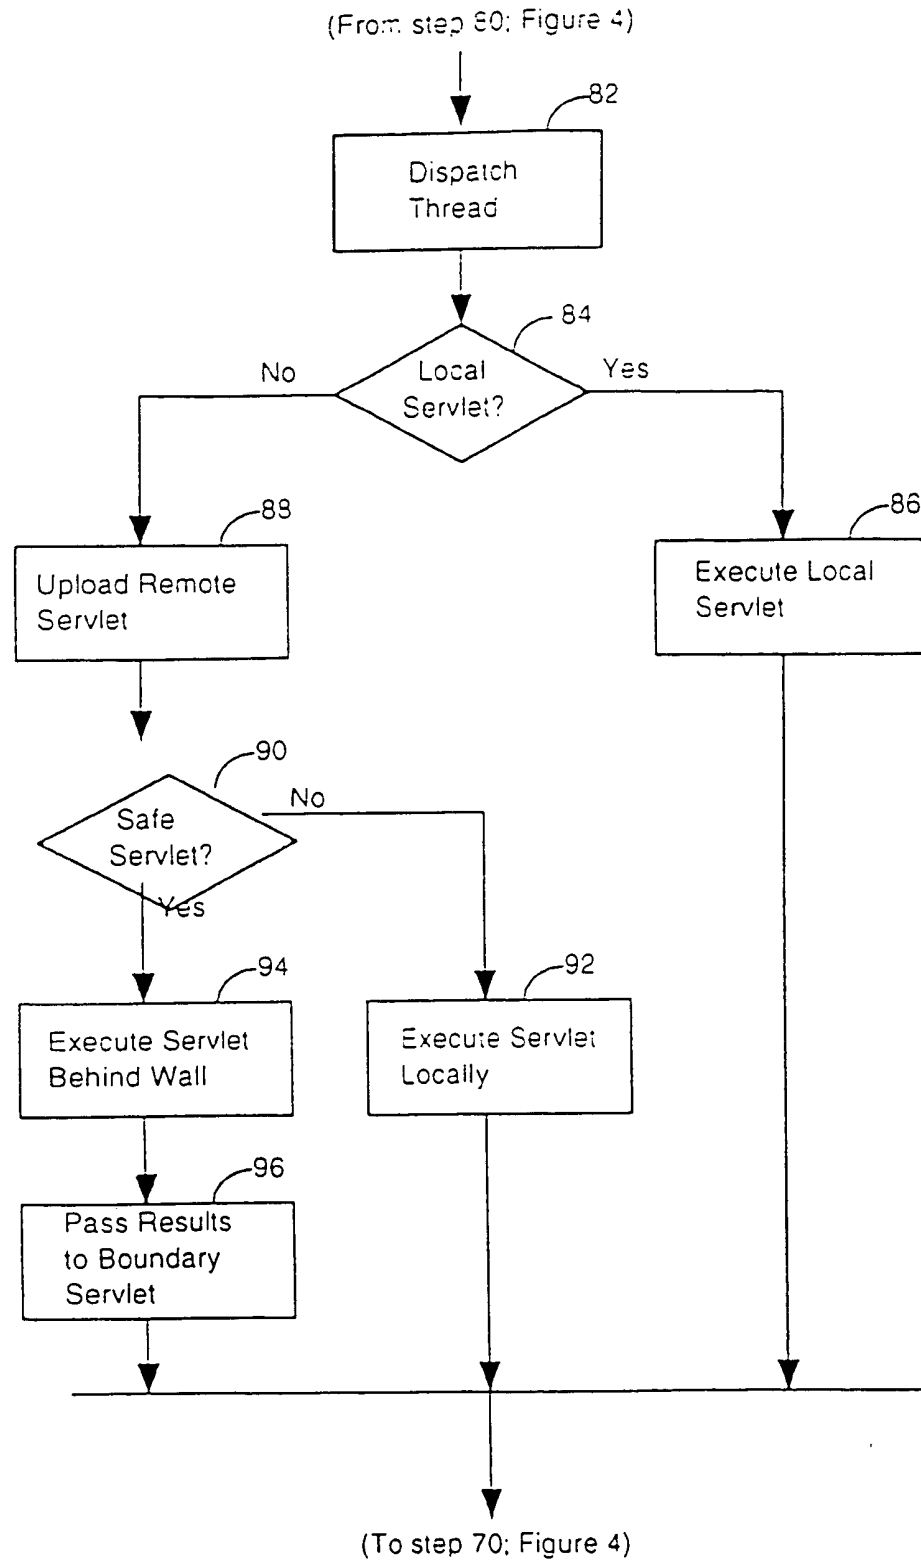 (From step 80; Figure 4)
82
Dispatch
Thread
84
Local
Servlet?
No
Yes
88
Upload Remote
Servlet
86
Execute Local
Servlet
90
Safe
Servlet?
No
Yes
94
Execute Servlet
Behind Wall
92
Execute Servlet
Locally
96
Pass Results
to Boundary
Servlet
(To step 70; Figure 4)